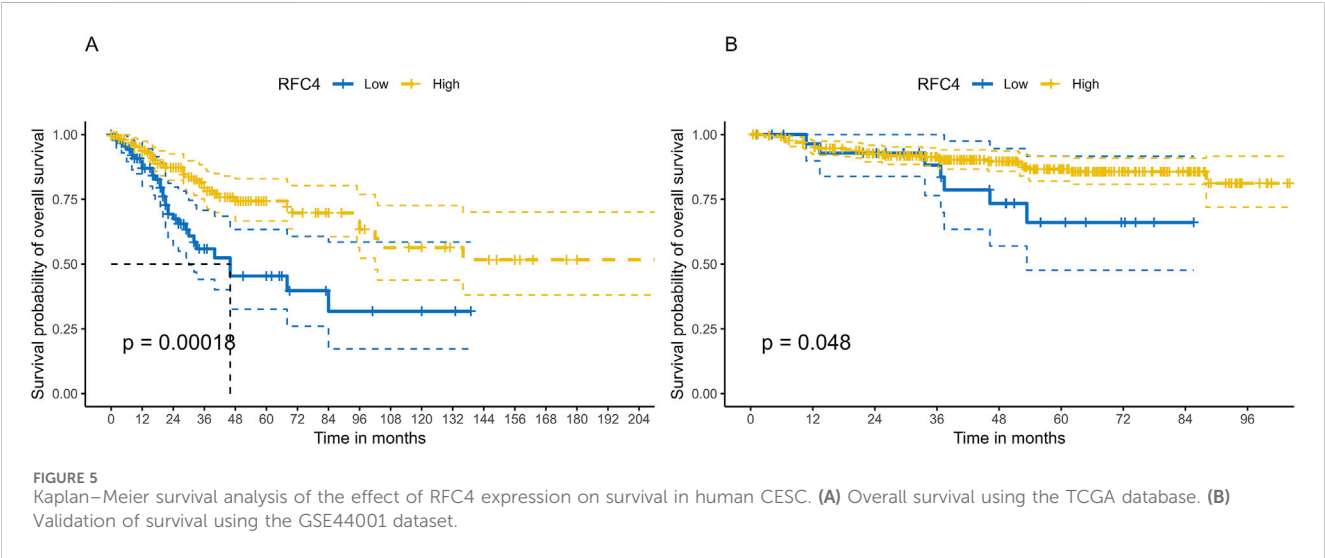 A
RFC4 Low High
Survival probability of overall survival
1.00
0.75
0.50
0.25
0.00
p = 0.00018
0 12 24 36 48 60 72 84 96 108 120 132 144 156 168 180 192 204
Time in months
B
RFC4 Low High
Survival probability of overall survival
1.00
0.75
0.50
0.25
0.00
p = 0.048
0 12 24 36 48 60 72 84 96
Time in months
FIGURE 5
Kaplan–Meier survival analysis of the effect of RFC4 expression on survival in human CESC. (A) Overall survival using the TCGA database. (B)
Validation of survival using the GSE44001 dataset.